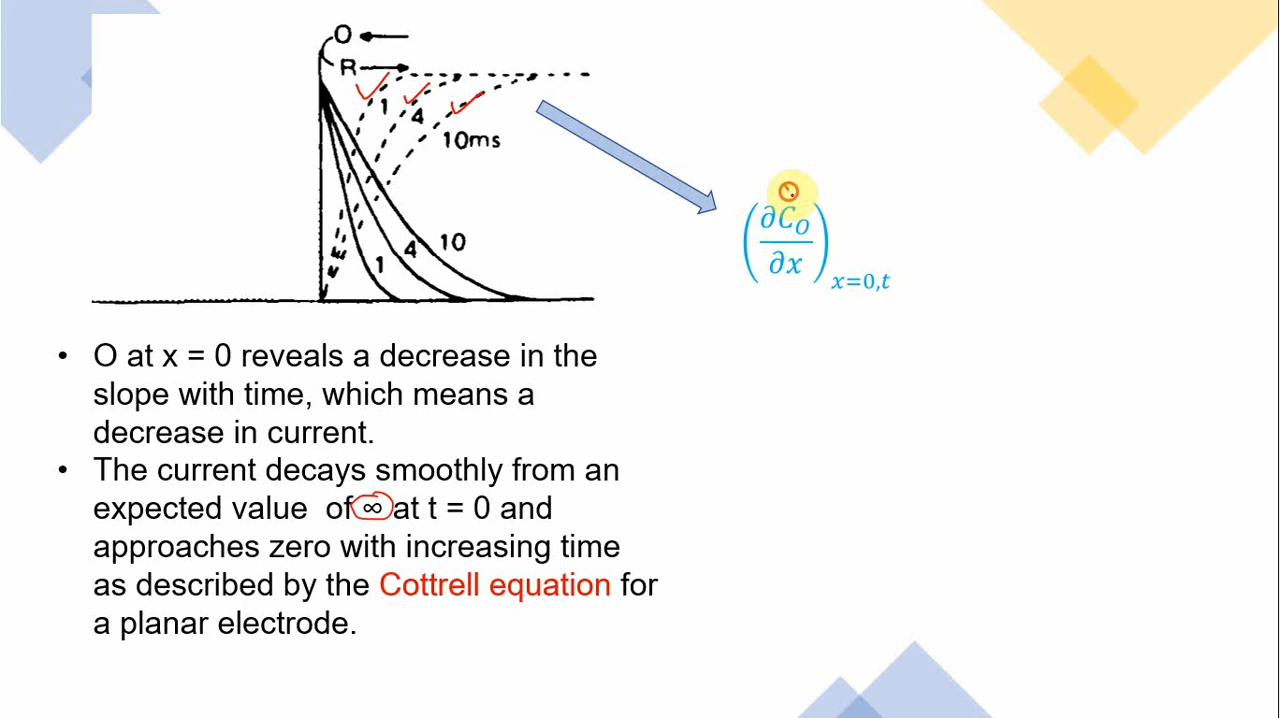 O
R
1
4
10ms
10
4
1
(∂C_O/∂x)_{x=0,t}
• O at x = 0 reveals a decrease in the
slope with time, which means a
decrease in current.
• The current decays smoothly from an
expected value of ∞ at t = 0 and
approaches zero with increasing time
as described by the Cottrell equation for
a planar electrode.